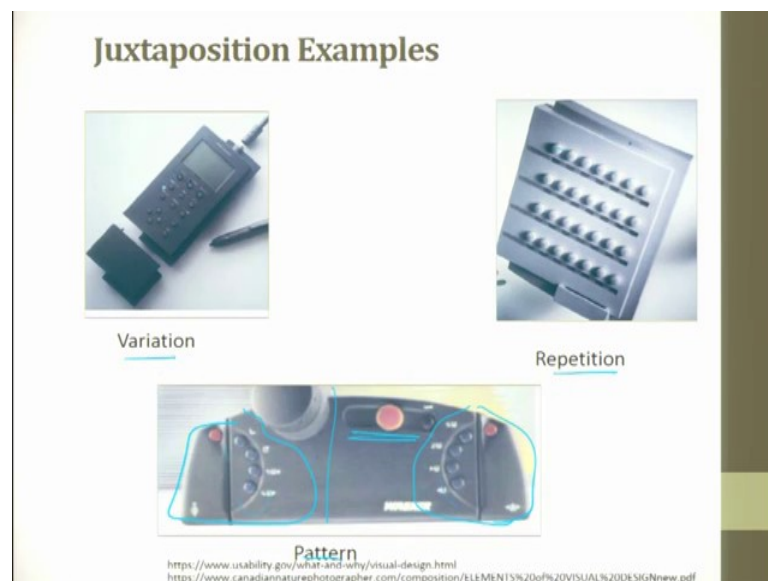 Juxtaposition Examples
Variation
Repetition
Pattern
https://www.usability.gov/what-and-why/visual-design.html
https://www.canadiannaturephotographer.com/composition/ELEMENTS%20of%20VISUAL%20DESIGNnew.pdf